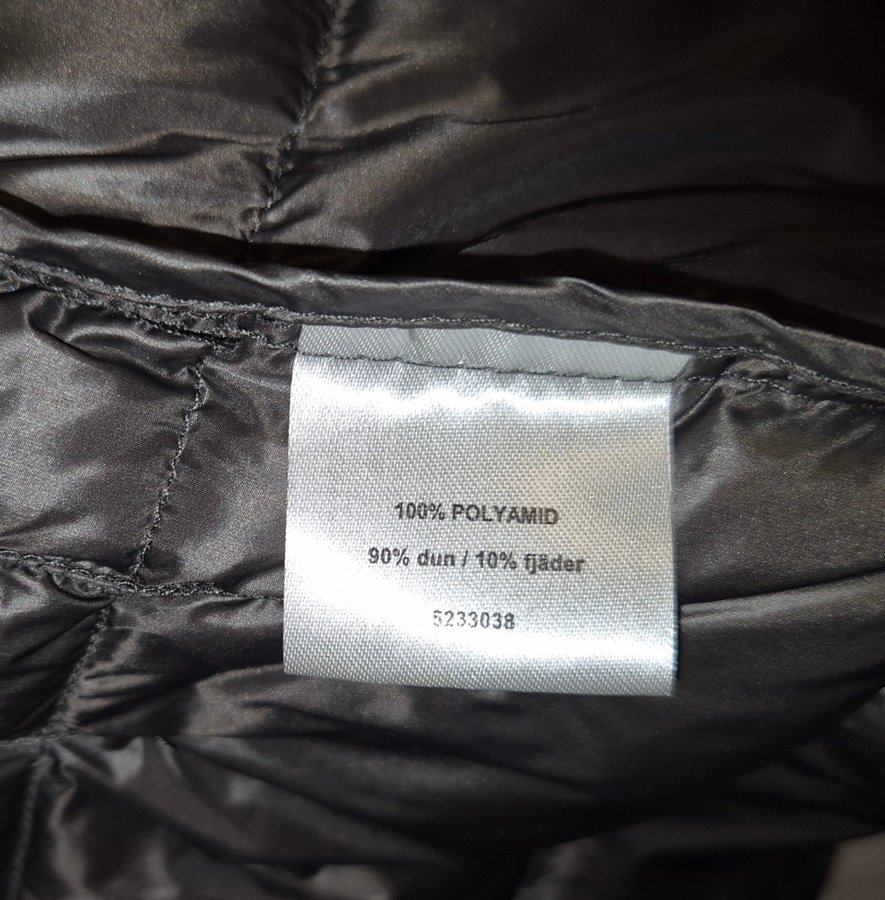 100% POLYAMID
90% dun / 10% fjäder
5233038